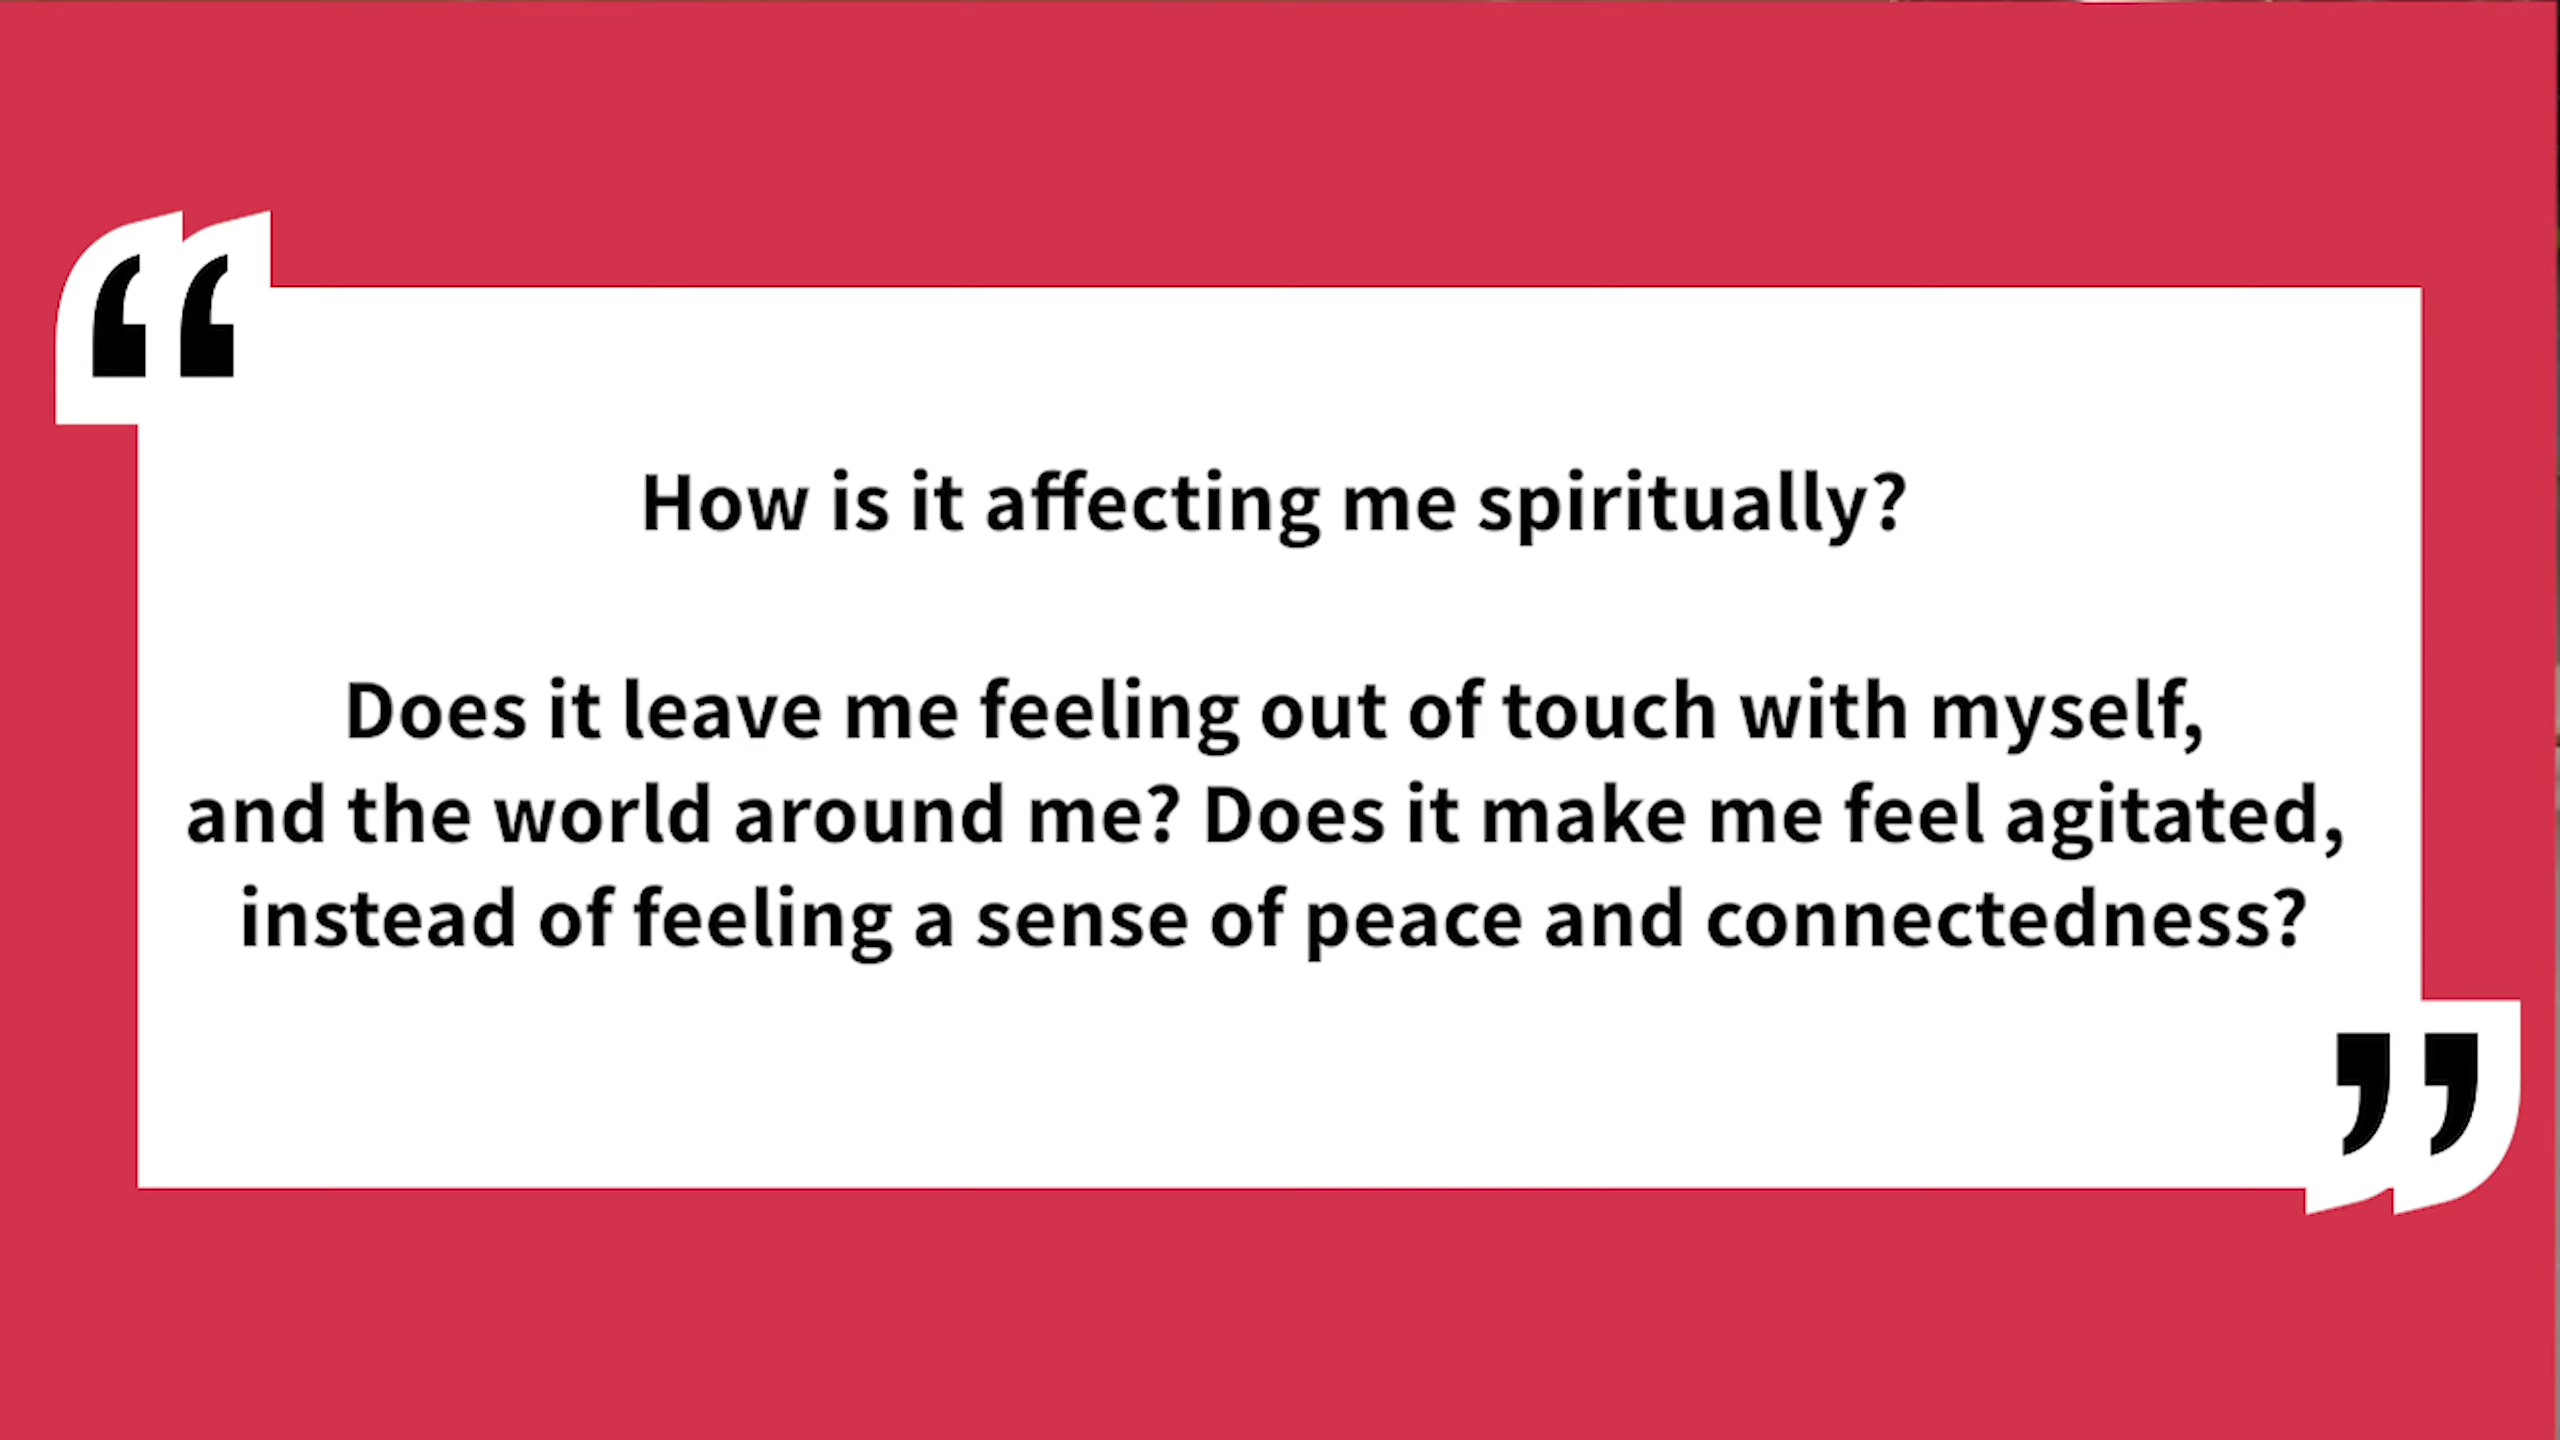 “
How is it affecting me spiritually?
Does it leave me feeling out of touch with myself,
and the world around me? Does it make me feel agitated,
instead of feeling a sense of peace and connectedness?
”